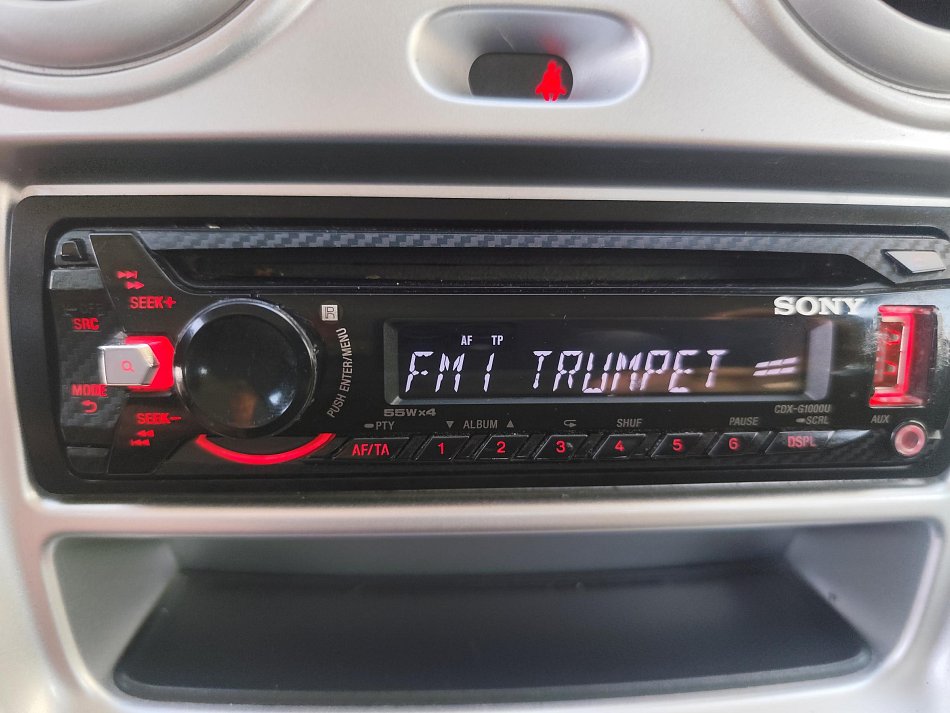 SEEK+
SRC
MODE
SEEK-
R
PUSH ENTER/MENU
SONY
AF TP
FM1 TRUMPET
55W×4
CDX-G1000U
PTY
▼ ALBUM ▲
SHUF
PAUSE
SCRL
AUX
AF/TA 1 2 3 4 5 6 DSPL